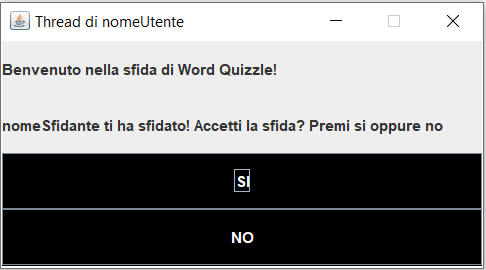 Thread di nomeUtente
Benvenuto nella sfida di Word Quizzle!
nomeSfidante ti ha sfidato! Accetti la sfida? Premi si oppure no
SI
NO